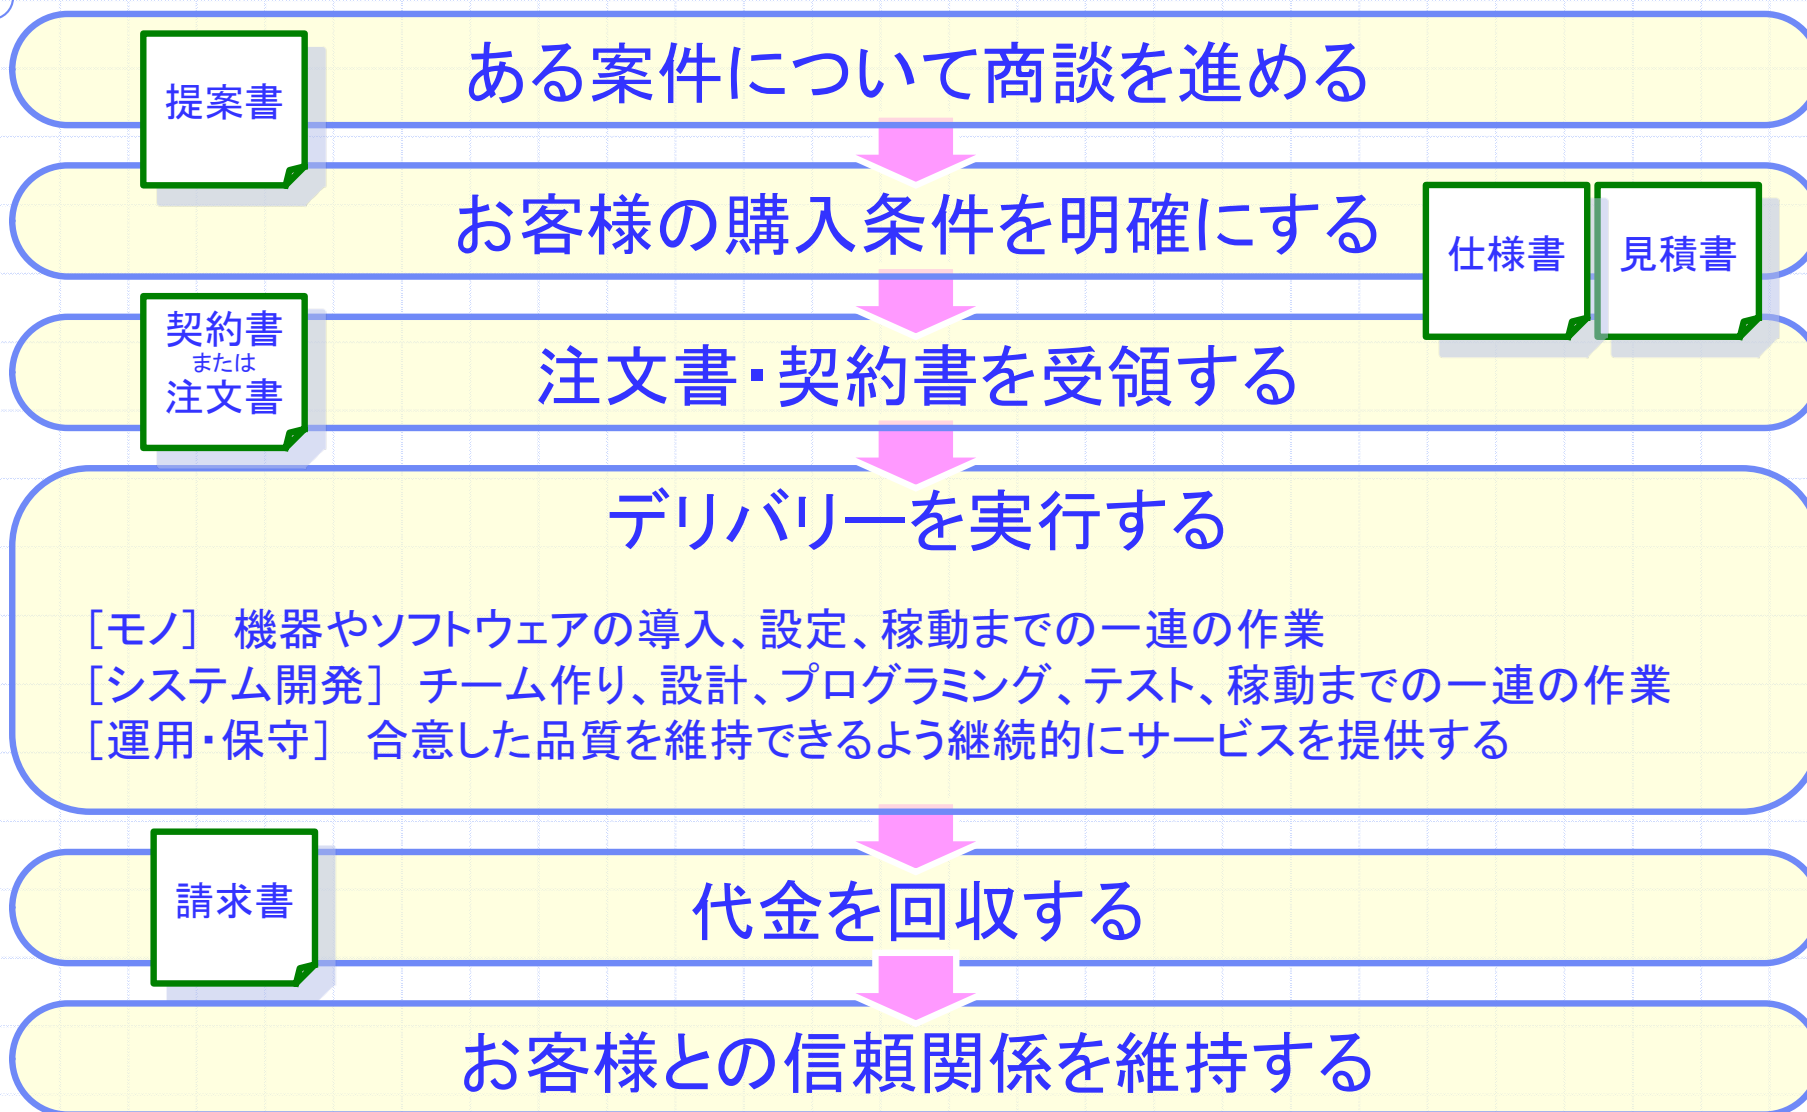 ある案件について商談を進める
提案書
お客様の購入条件を明確にする
仕様書
見積書
契約書
または
注文書
注文書・契約書を受領する
デリバリーを実行する
[モノ] 機器やソフトウェアの導入、設定、稼動までの一連の作業
[システム開発] チーム作り、設計、プログラミング、テスト、稼動までの一連の作業
[運用・保守] 合意した品質を維持できるよう継続的にサービスを提供する
請求書
代金を回収する
お客様との信頼関係を維持する